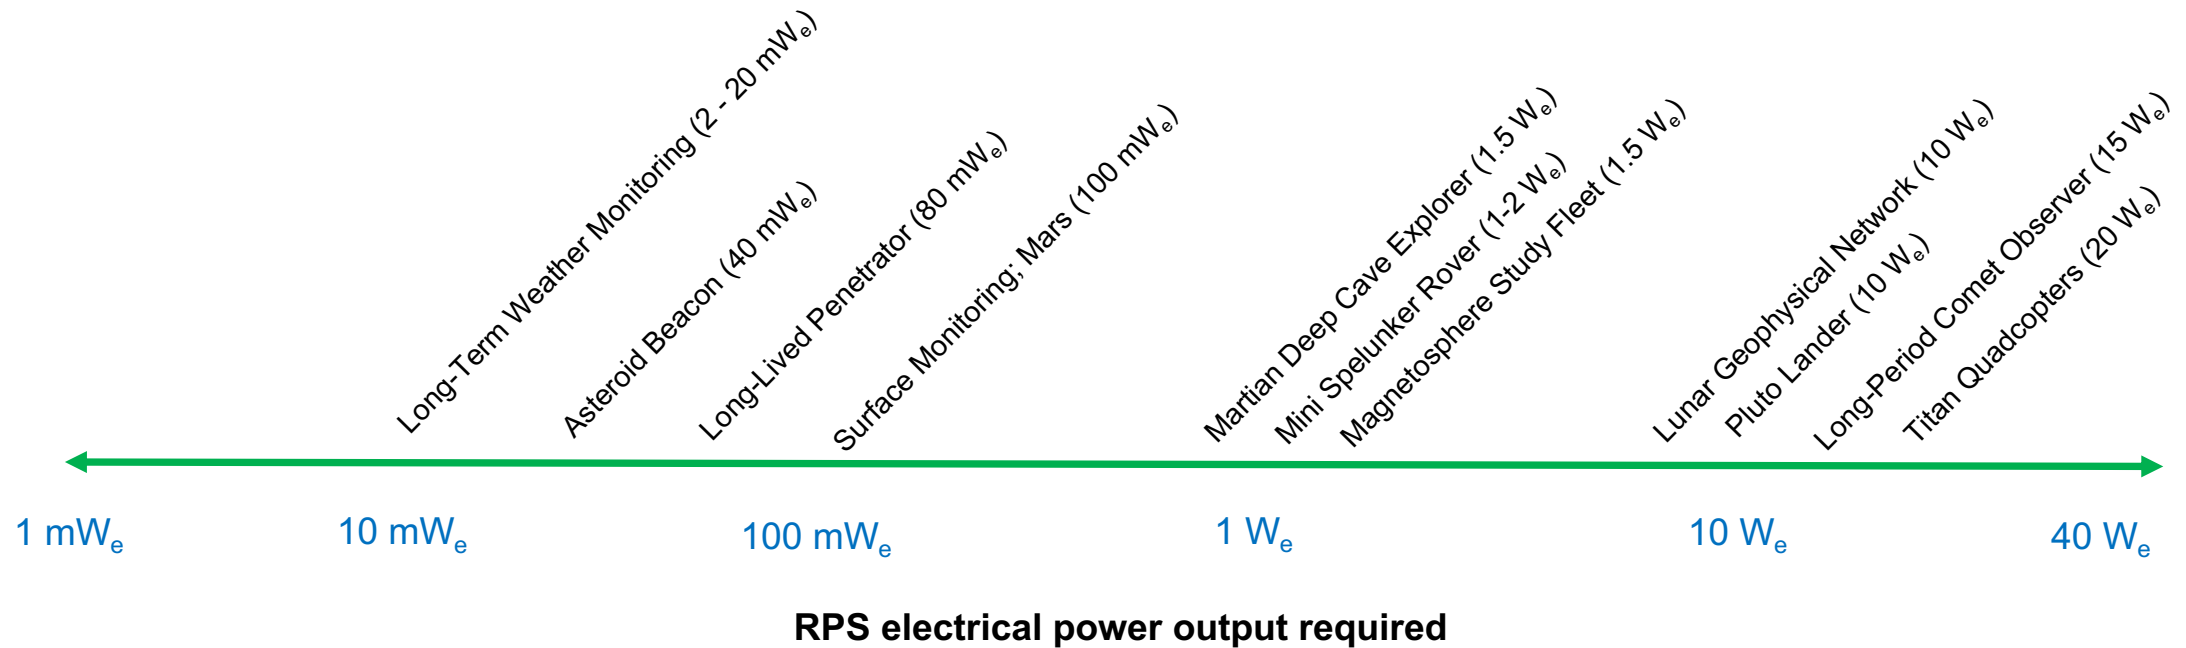 Long-Term Weather Monitoring (2 - 20 mWₑ)
Asteroid Beacon (40 mWₑ)
Long-Lived Penetrator (80 mWₑ)
Surface Monitoring; Mars (100 mWₑ)
Martian Deep Cave Explorer (1.5 Wₑ)
Mini Spelunker Rover (1-2 Wₑ)
Magnetosphere Study Fleet (1.5 Wₑ)
Lunar Geophysical Network (10 Wₑ)
Pluto Lander (10 Wₑ)
Long-Period Comet Observer (15 Wₑ)
Titan Quadcopters (20 Wₑ)
1 mWₑ
10 mWₑ
100 mWₑ
1 Wₑ
10 Wₑ
40 Wₑ
RPS electrical power output required